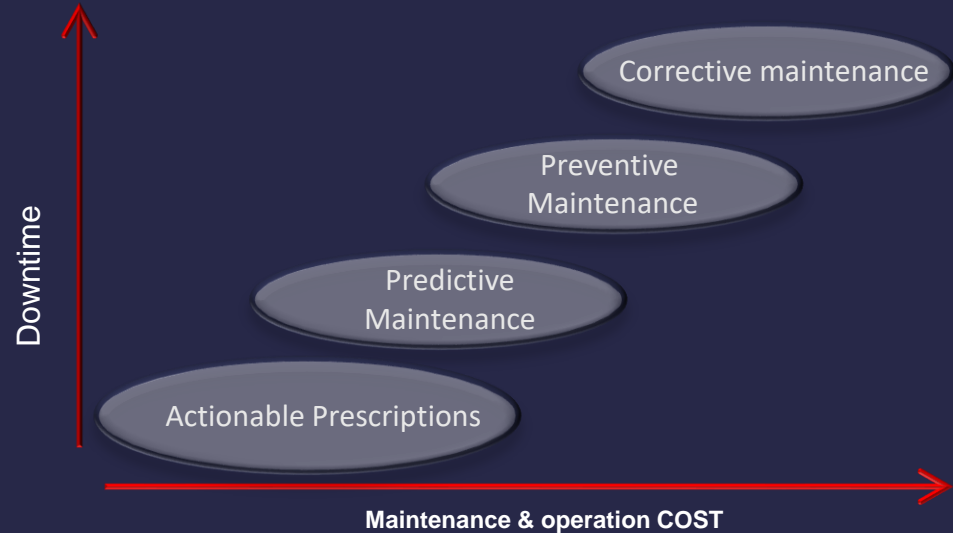 Corrective maintenance
Preventive
Maintenance
Predictive
Maintenance
Actionable Prescriptions
Downtime
Maintenance & operation COST